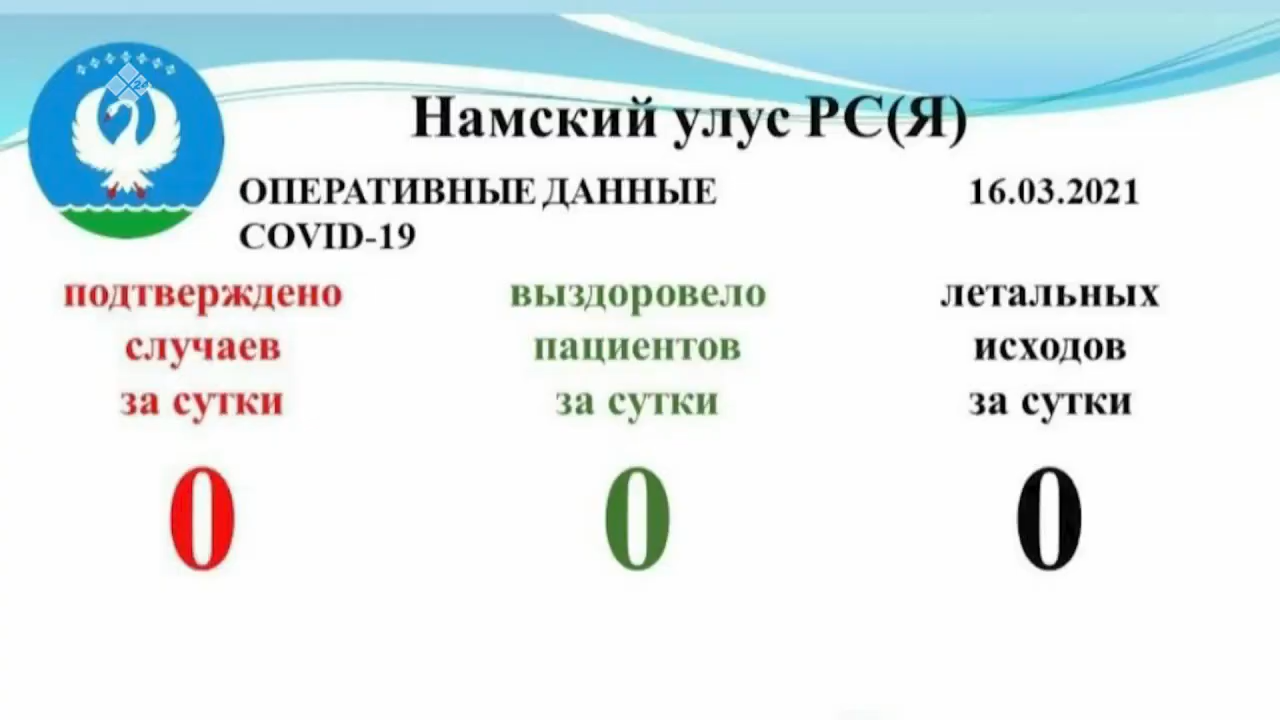 Намский улус РС(Я)
ОПЕРАТИВНЫЕ ДАННЫЕ
16.03.2021
COVID-19
подтверждено
случаев
за сутки
0
выздоровело
пациентов
за сутки
0
летальных
исходов
за сутки
0